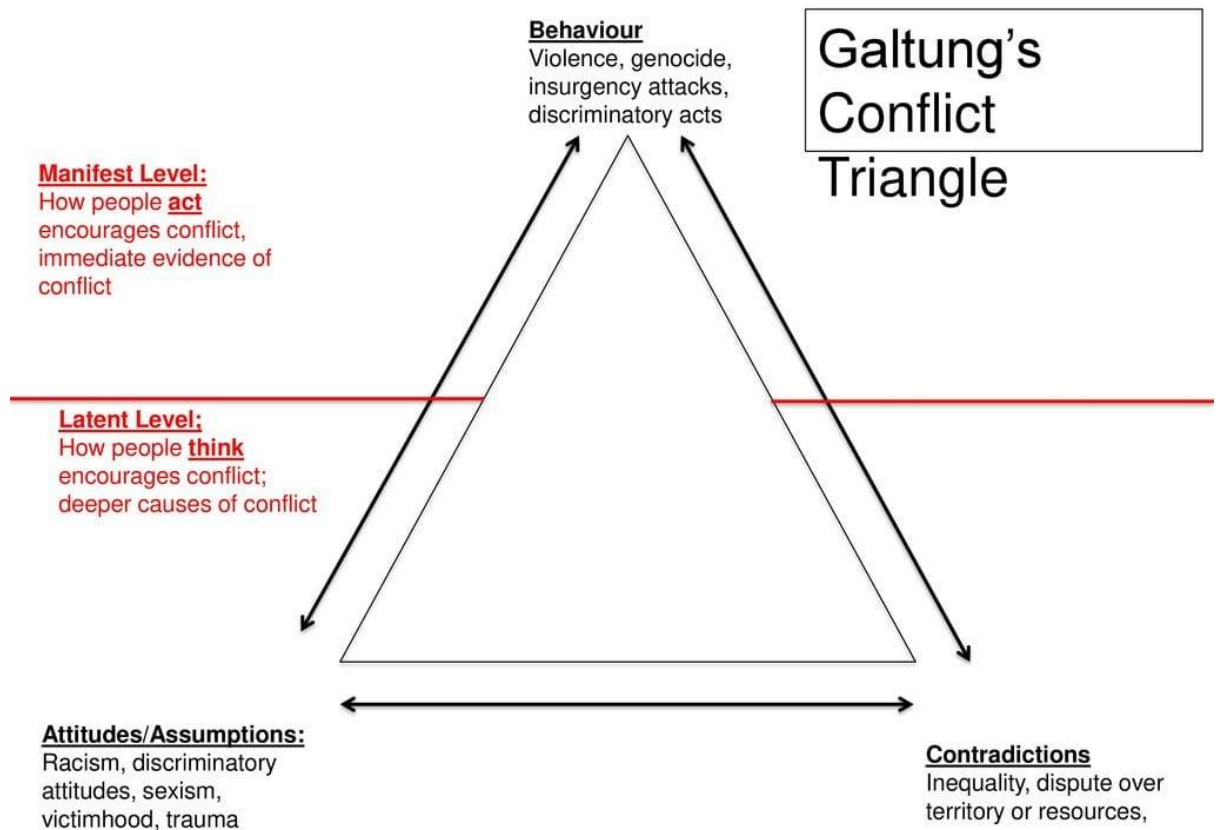 Behaviour
Violence, genocide,
insurgency attacks,
discriminatory acts
Galtung’s
Conflict
Triangle
Manifest Level:
How people act
encourages conflict,
immediate evidence of
conflict
Latent Level;
How people think
encourages conflict;
deeper causes of conflict
Attitudes/Assumptions:
Racism, discriminatory
attitudes, sexism,
victimhood, trauma
Contradictions
Inequality, dispute over
territory or resources,